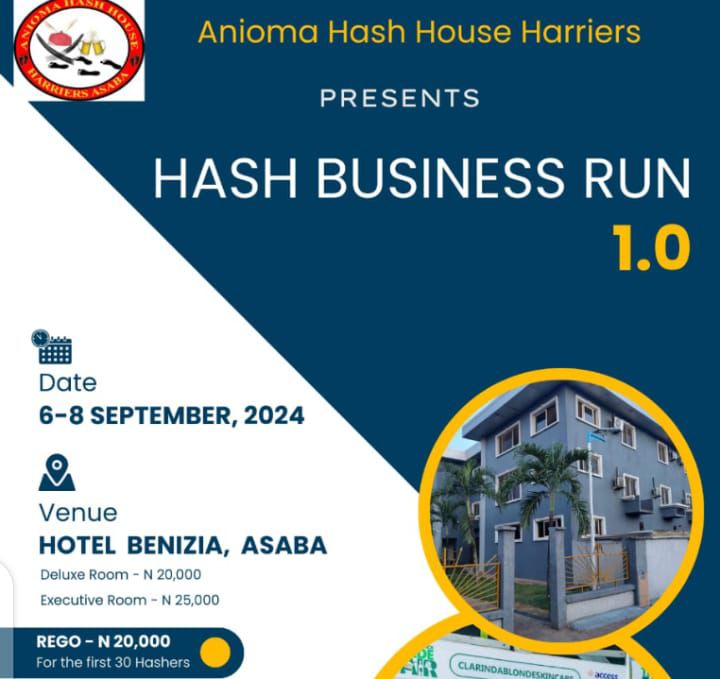 ANIOMA HASH HOUSE
HARRIERS ASABA
Anioma Hash House Harriers
PRESENTS
HASH BUSINESS RUN
1.0
Date
6-8 SEPTEMBER, 2024
Venue
HOTEL BENIZIA, ASABA
Deluxe Room - N 20,000
Executive Room - N 25,000
REGO - N 20,000
For the first 30 Hashers
CLARINDABLONDESKINCARE
access